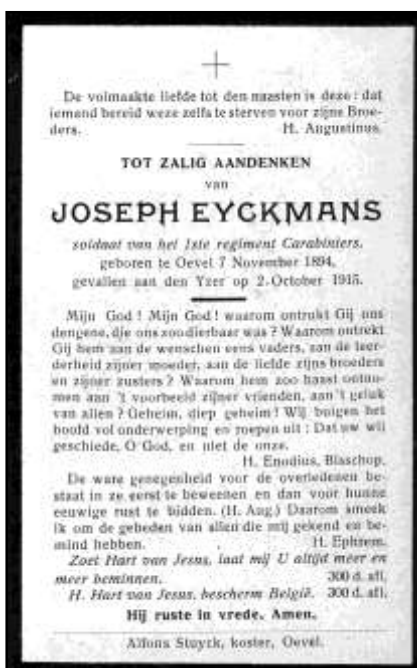 De volmaakte liefde tot den naasten is deze : dat
iemand bereid weze zelfs te sterven voor zijne Broe-
ders. H. Augustinus.
TOT ZALIG AANDENKEN
van
JOSEPH EYCKMANS
soldaat van het 1ste regiment Carabiniers,
geboren te Oevel 7 November 1894,
gevallen aan den Yzer op 2 October 1915.
Mijn God ! Mijn God ! waarom ontrukt Gij ons
dengene, die ons zoo dierbaar was ? Waarom ontrekt
Gij hem aan de wenschen eens vaders, aan de teer-
derheid zijner moeder, aan de liefde zijns broeders
en zijner zusters ? Waarom hem zoo haast ontno-
men aan 't voorbeeld zijner vrienden, aan 't geluk
van allen ? Geheim, diep geheim ! Wij buigen het
hoofd vol onderwerping en roepen uit : Dat uw wil
geschiede, O God, en niet de onze.
H. Enodius, Bisschop.
De ware genegenheid voor de overledenen be-
staat in ze eerst te beweenen en dan voor hunne
eeuwige rust te bidden. (H. Aug.) Daarom smeek
ik om de gebeden van allen die mij gekend en be-
mind hebben. H. Ephrem.
Zoet Hart van Jesus, laat mij U altijd meer en
meer beminnen. 300 d. afl.
H. Hart van Jesus, bescherm België. 300 d. afl.
Hij ruste in vrede. Amen.
Alfons Stuyck, koster, Oevel.